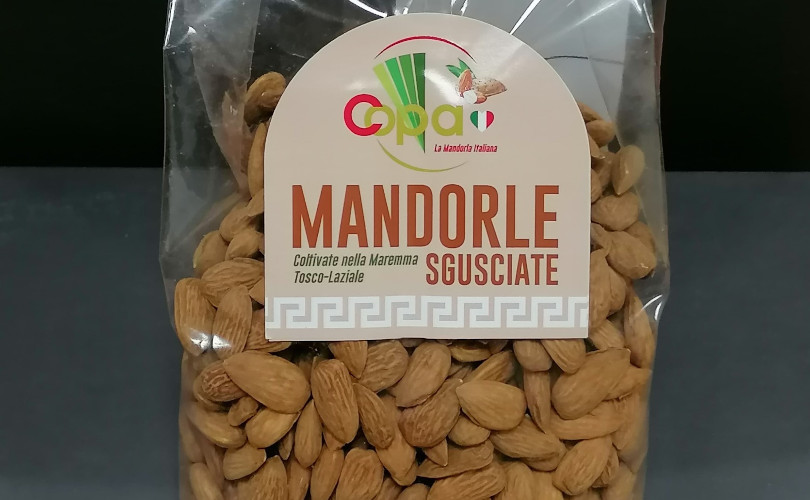 Copa
La Mandorla Italiana
MANDORLE
Coltivate nella Maremma
Tosco-Laziale
SGUSCIATE